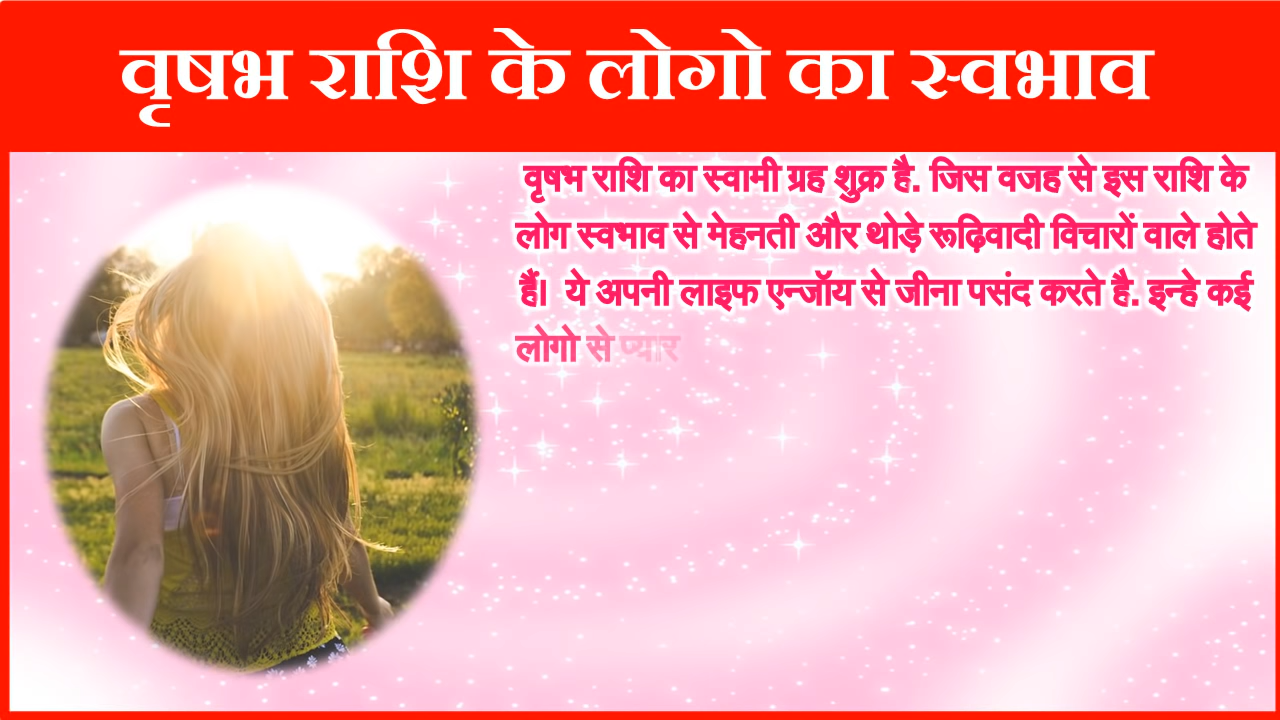 वृषभ राशि के लोगो का स्वभाव
वृषभ राशि का स्वामी ग्रह शुक्र है. जिस वजह से इस राशि के
लोग स्वभाव से मेहनती और थोड़े रूढ़िवादी विचारों वाले होते
हैं। ये अपनी लाइफ एन्जॉय से जीना पसंद करते है. इन्हे कई
लोगो से प्यार